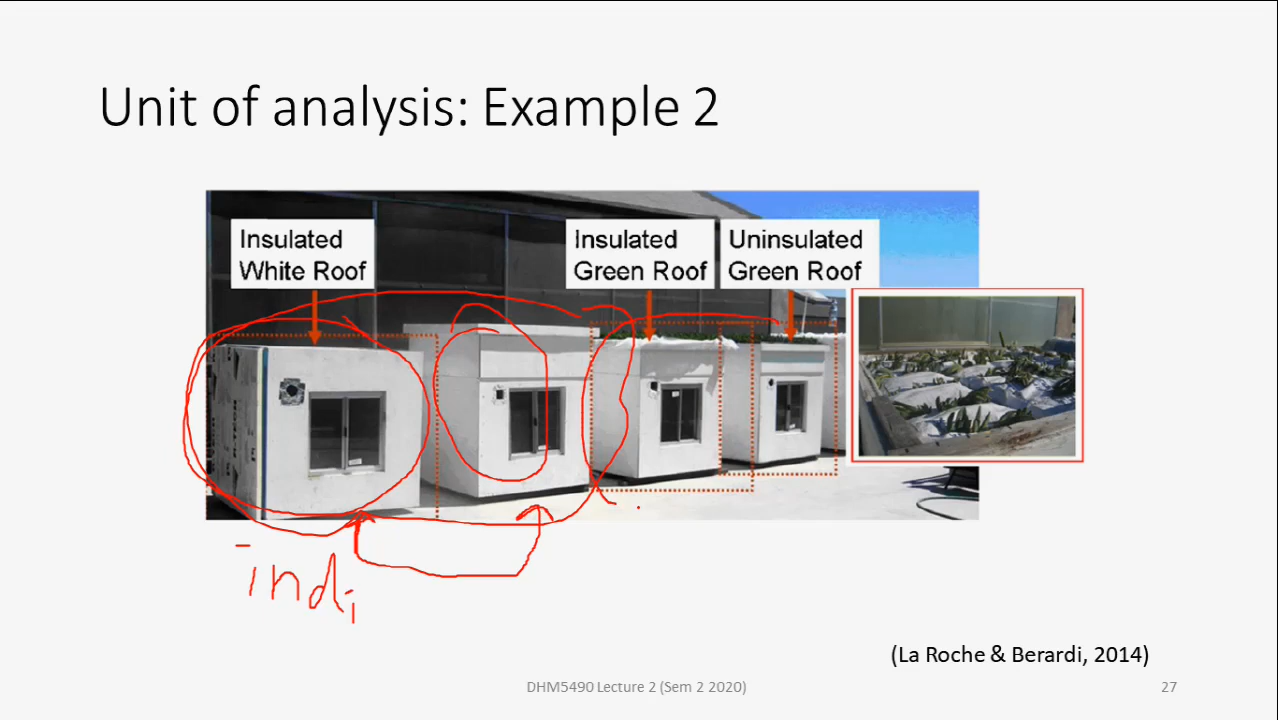 Unit of analysis: Example 2
Insulated
White Roof
Insulated
Green Roof
Uninsulated
Green Roof
indi
(La Roche & Berardi, 2014)
DHM5490 Lecture 2 (Sem 2 2020)
27